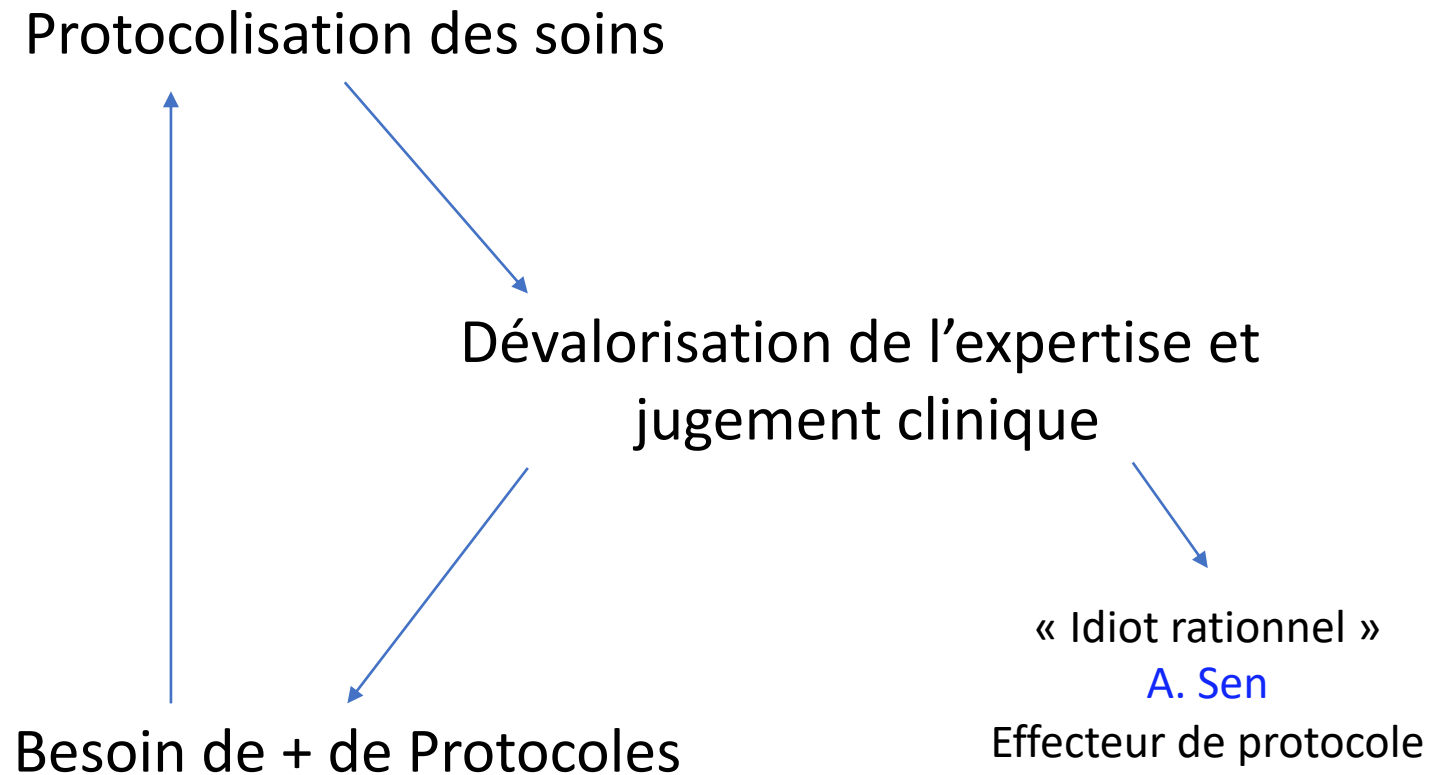 Protocolisation des soins
Dévalorisation de l’expertise et
jugement clinique
« Idiot rationnel »
A. Sen
Effecteur de protocole
Besoin de + de Protocoles